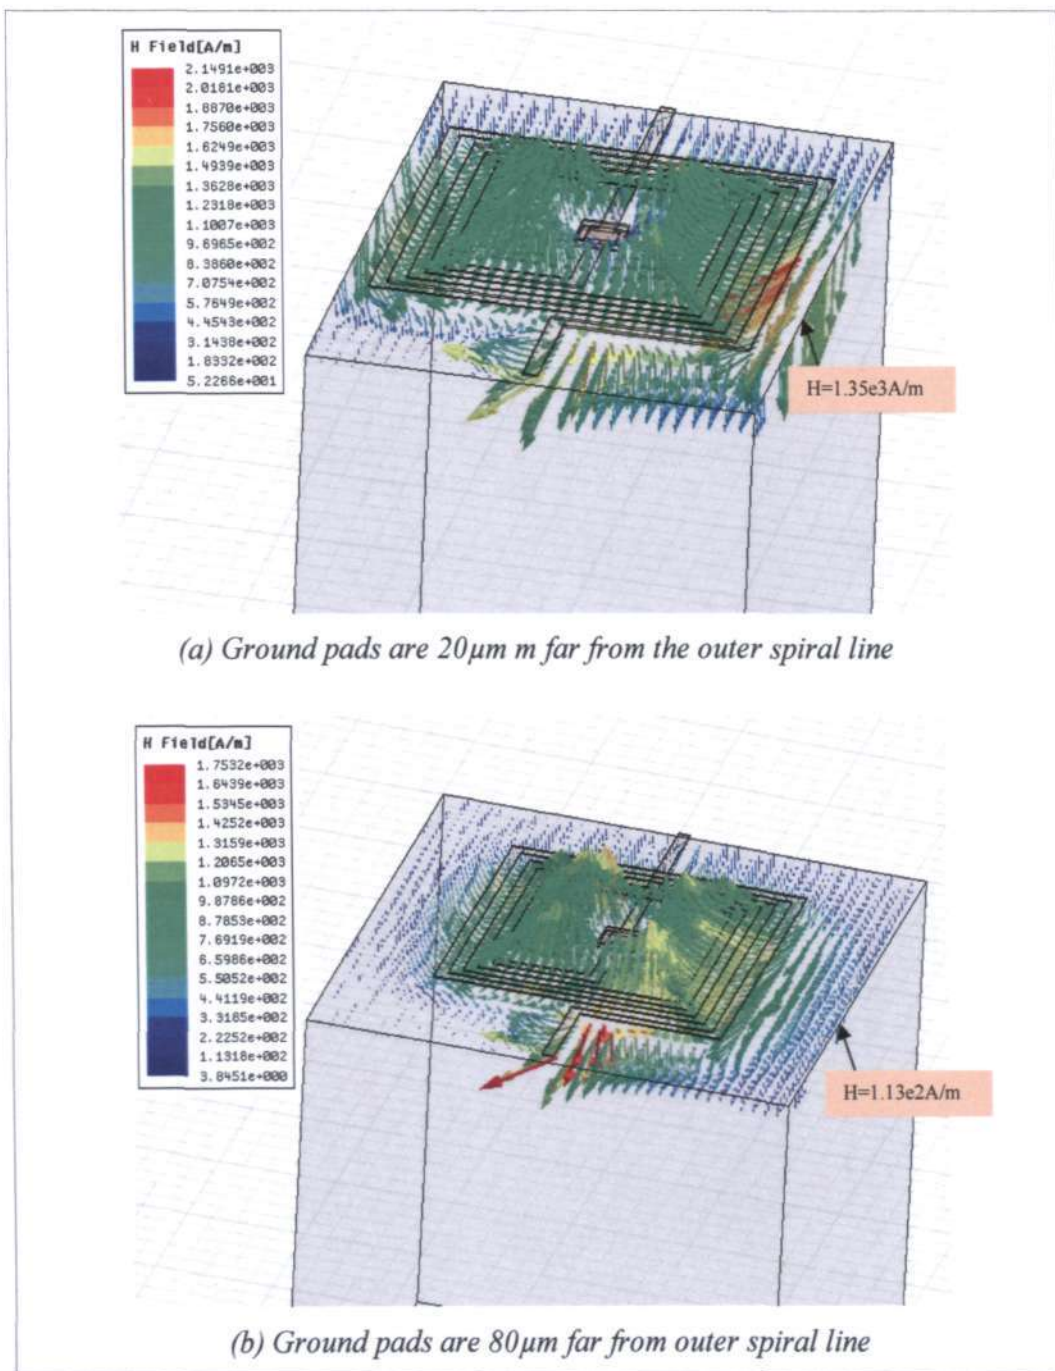 H Field[A/m]
2.1491e+003
2.0181e+003
1.8870e+003
1.7560e+003
1.6249e+003
1.4939e+003
1.3628e+003
1.2318e+003
1.1007e+003
9.6965e+002
8.3860e+002
7.0754e+002
5.7649e+002
4.4543e+002
3.1438e+002
1.8332e+002
5.2266e+001
H=1.35e3A/m
(a) Ground pads are 20µm m far from the outer spiral line
H Field[A/m]
1.7532e+003
1.6439e+003
1.5345e+003
1.4252e+003
1.3159e+003
1.2065e+003
1.0972e+003
9.8786e+002
8.7853e+002
7.6919e+002
6.5986e+002
5.5052e+002
4.4119e+002
3.3185e+002
2.2252e+002
1.1318e+002
3.8451e+000
H=1.13e2A/m
(b) Ground pads are 80µm far from outer spiral line